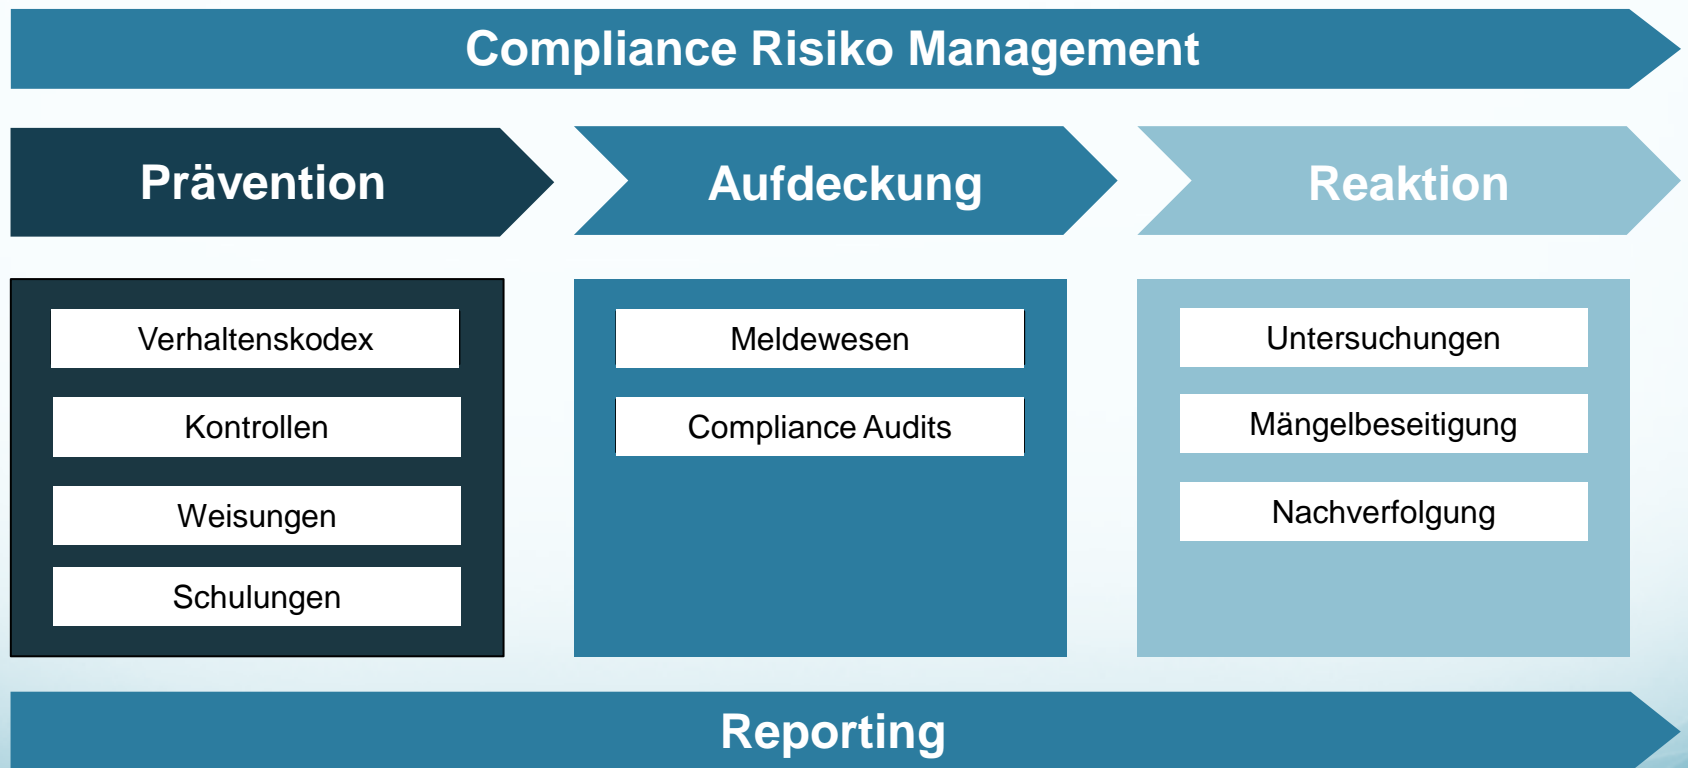 Compliance Risiko Management
Prävention
Aufdeckung
Reaktion
Verhaltenskodex
Kontrollen
Weisungen
Schulungen
Meldewesen
Compliance Audits
Untersuchungen
Mängelbeseitigung
Nachverfolgung
Reporting